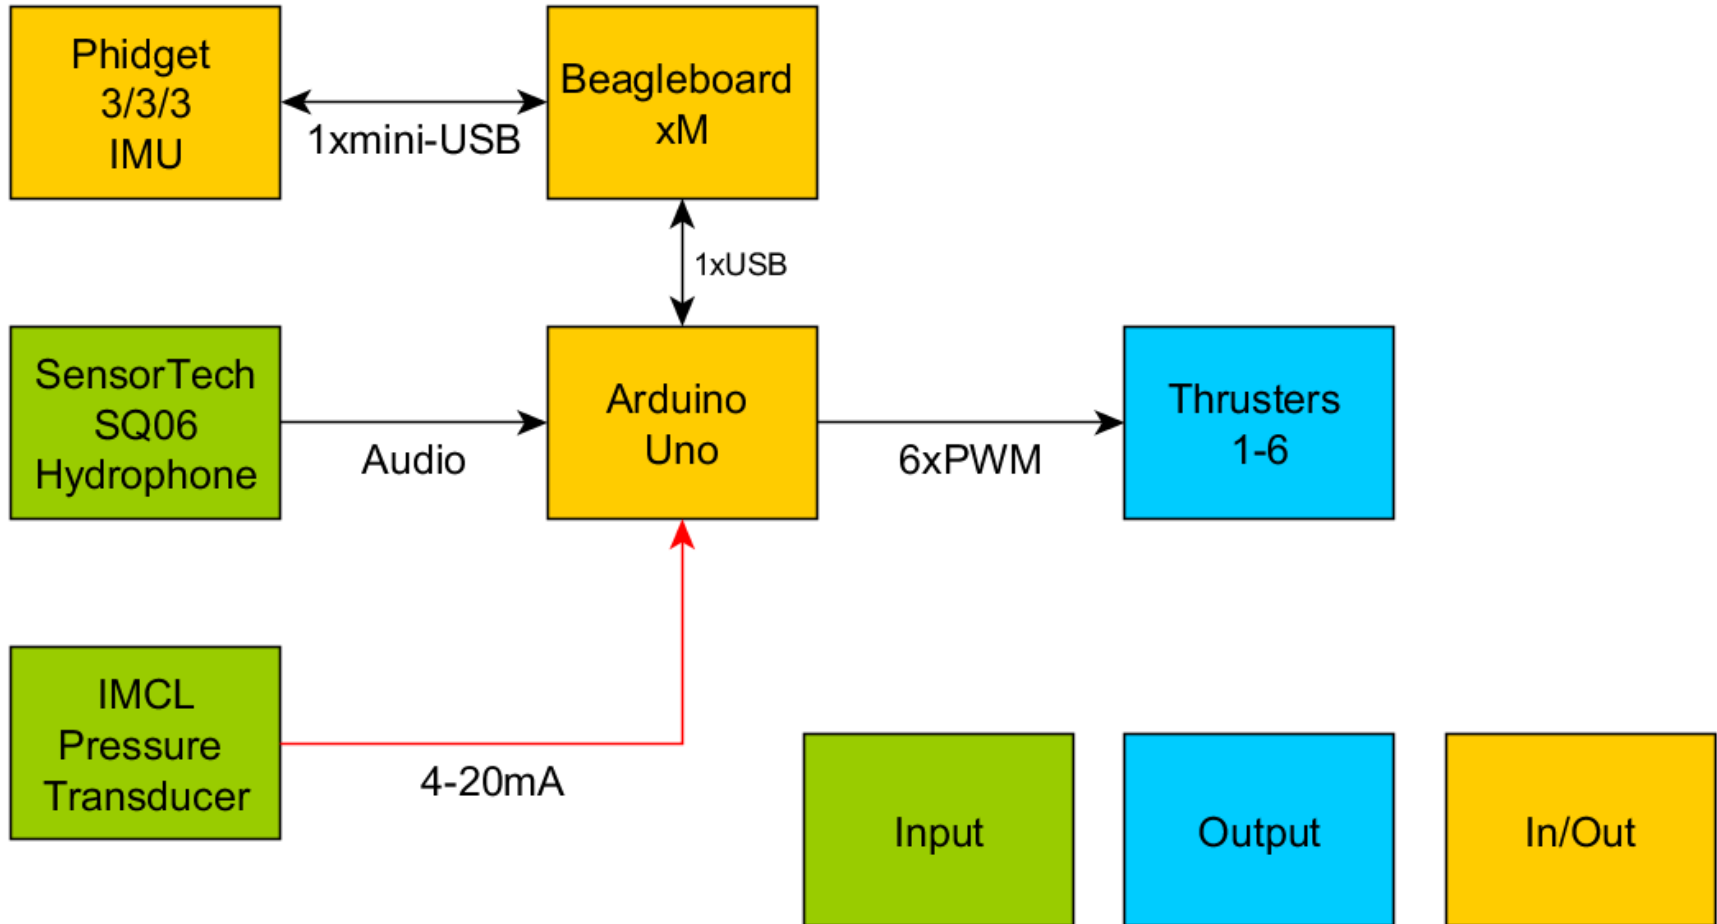 Phidget
3/3/3
IMU
1xmini-USB
Beagleboard
xM
1xUSB
SensorTech
SQ06
Hydrophone
Audio
Arduino
Uno
6xPWM
Thrusters
1-6
IMCL
Pressure
Transducer
4-20mA
Input
Output
In/Out